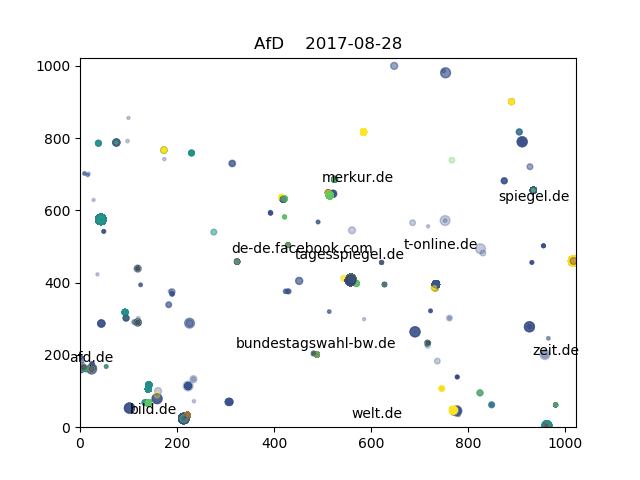 AfD 2017-08-28
1000
800
merkur.de
600
spiegel.de
de-de.facebook.com
t-online.de
tagesspiegel.de
400
bundestagswahl-bw.de
zeit.de
200
afd.de
bild.de
welt.de
0
0 200 400 600 800 1000